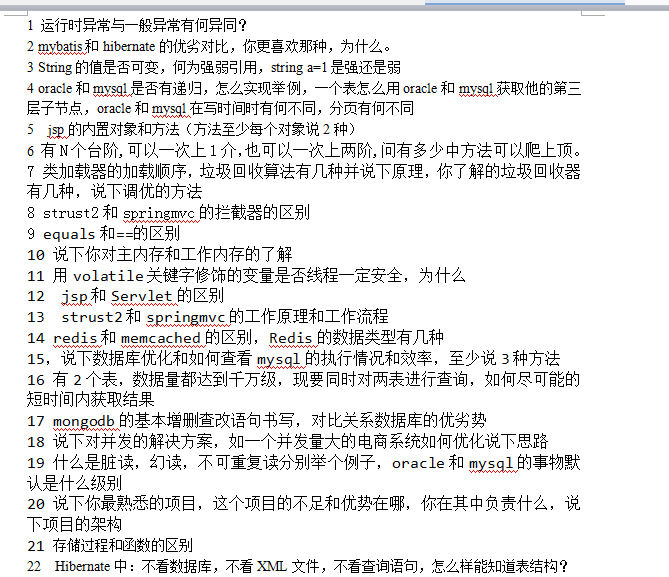 1 运行时异常与一般异常有何异同？
2 mybatis和 hibernate 的优劣对比，你更喜欢那种，为什么。
3 String 的值是否可变，何为强弱引用，string a=1 是强还是弱
4 oracle 和 mysql 是否有递归，怎么实现举例，一个表怎么用 oracle 和 mysql 获取他的第三
层子节点，oracle 和 mysql 在写时间时有何不同，分页有何不同
5 jsp 的内置对象和方法（方法至少每个对象说 2 种）
6 有 N 个台阶,可以一次上 1 介,也可以一次上两阶,问有多少中方法可以爬上顶。
7 类加载器的加载顺序，垃圾回收算法有几种并说下原理，你了解的垃圾回收器
有几种，说下调优的方法
8 strust2 和 springmvc 的拦截器的区别
9 equals 和==的区别
10 说下你对主内存和工作内存的了解
11 用 volatile 关键字修饰的变量是否线程一定安全，为什么
12 jsp 和 Servlet 的区别
13 strust2 和 springmvc 的工作原理和工作流程
14 redis 和 memcached 的区别，Redis 的数据类型有几种
15，说下数据库优化和如何查看 mysql 的执行情况和效率，至少说 3 种方法
16 有 2 个表，数据量都达到千万级，现要同时对两表进行查询，如何尽可能的
短时间内获取结果
17 mongodb 的基本增删查改语句书写，对比关系数据库的优劣势
18 说下对并发的解决方案，如一个并发量大的电商系统如何优化说下思路
19 什么是脏读，幻读，不可重复读分别举个例子，oracle 和 mysql 的事物默
认是什么级别
20 说下你最熟悉的项目，这个项目的不足和优势在哪，你在其中负责什么，说
下项目的架构
21 存储过程和函数的区别
22 Hibernate 中：不看数据库，不看 XML 文件，不看查询语句，怎么样能知道表结构？